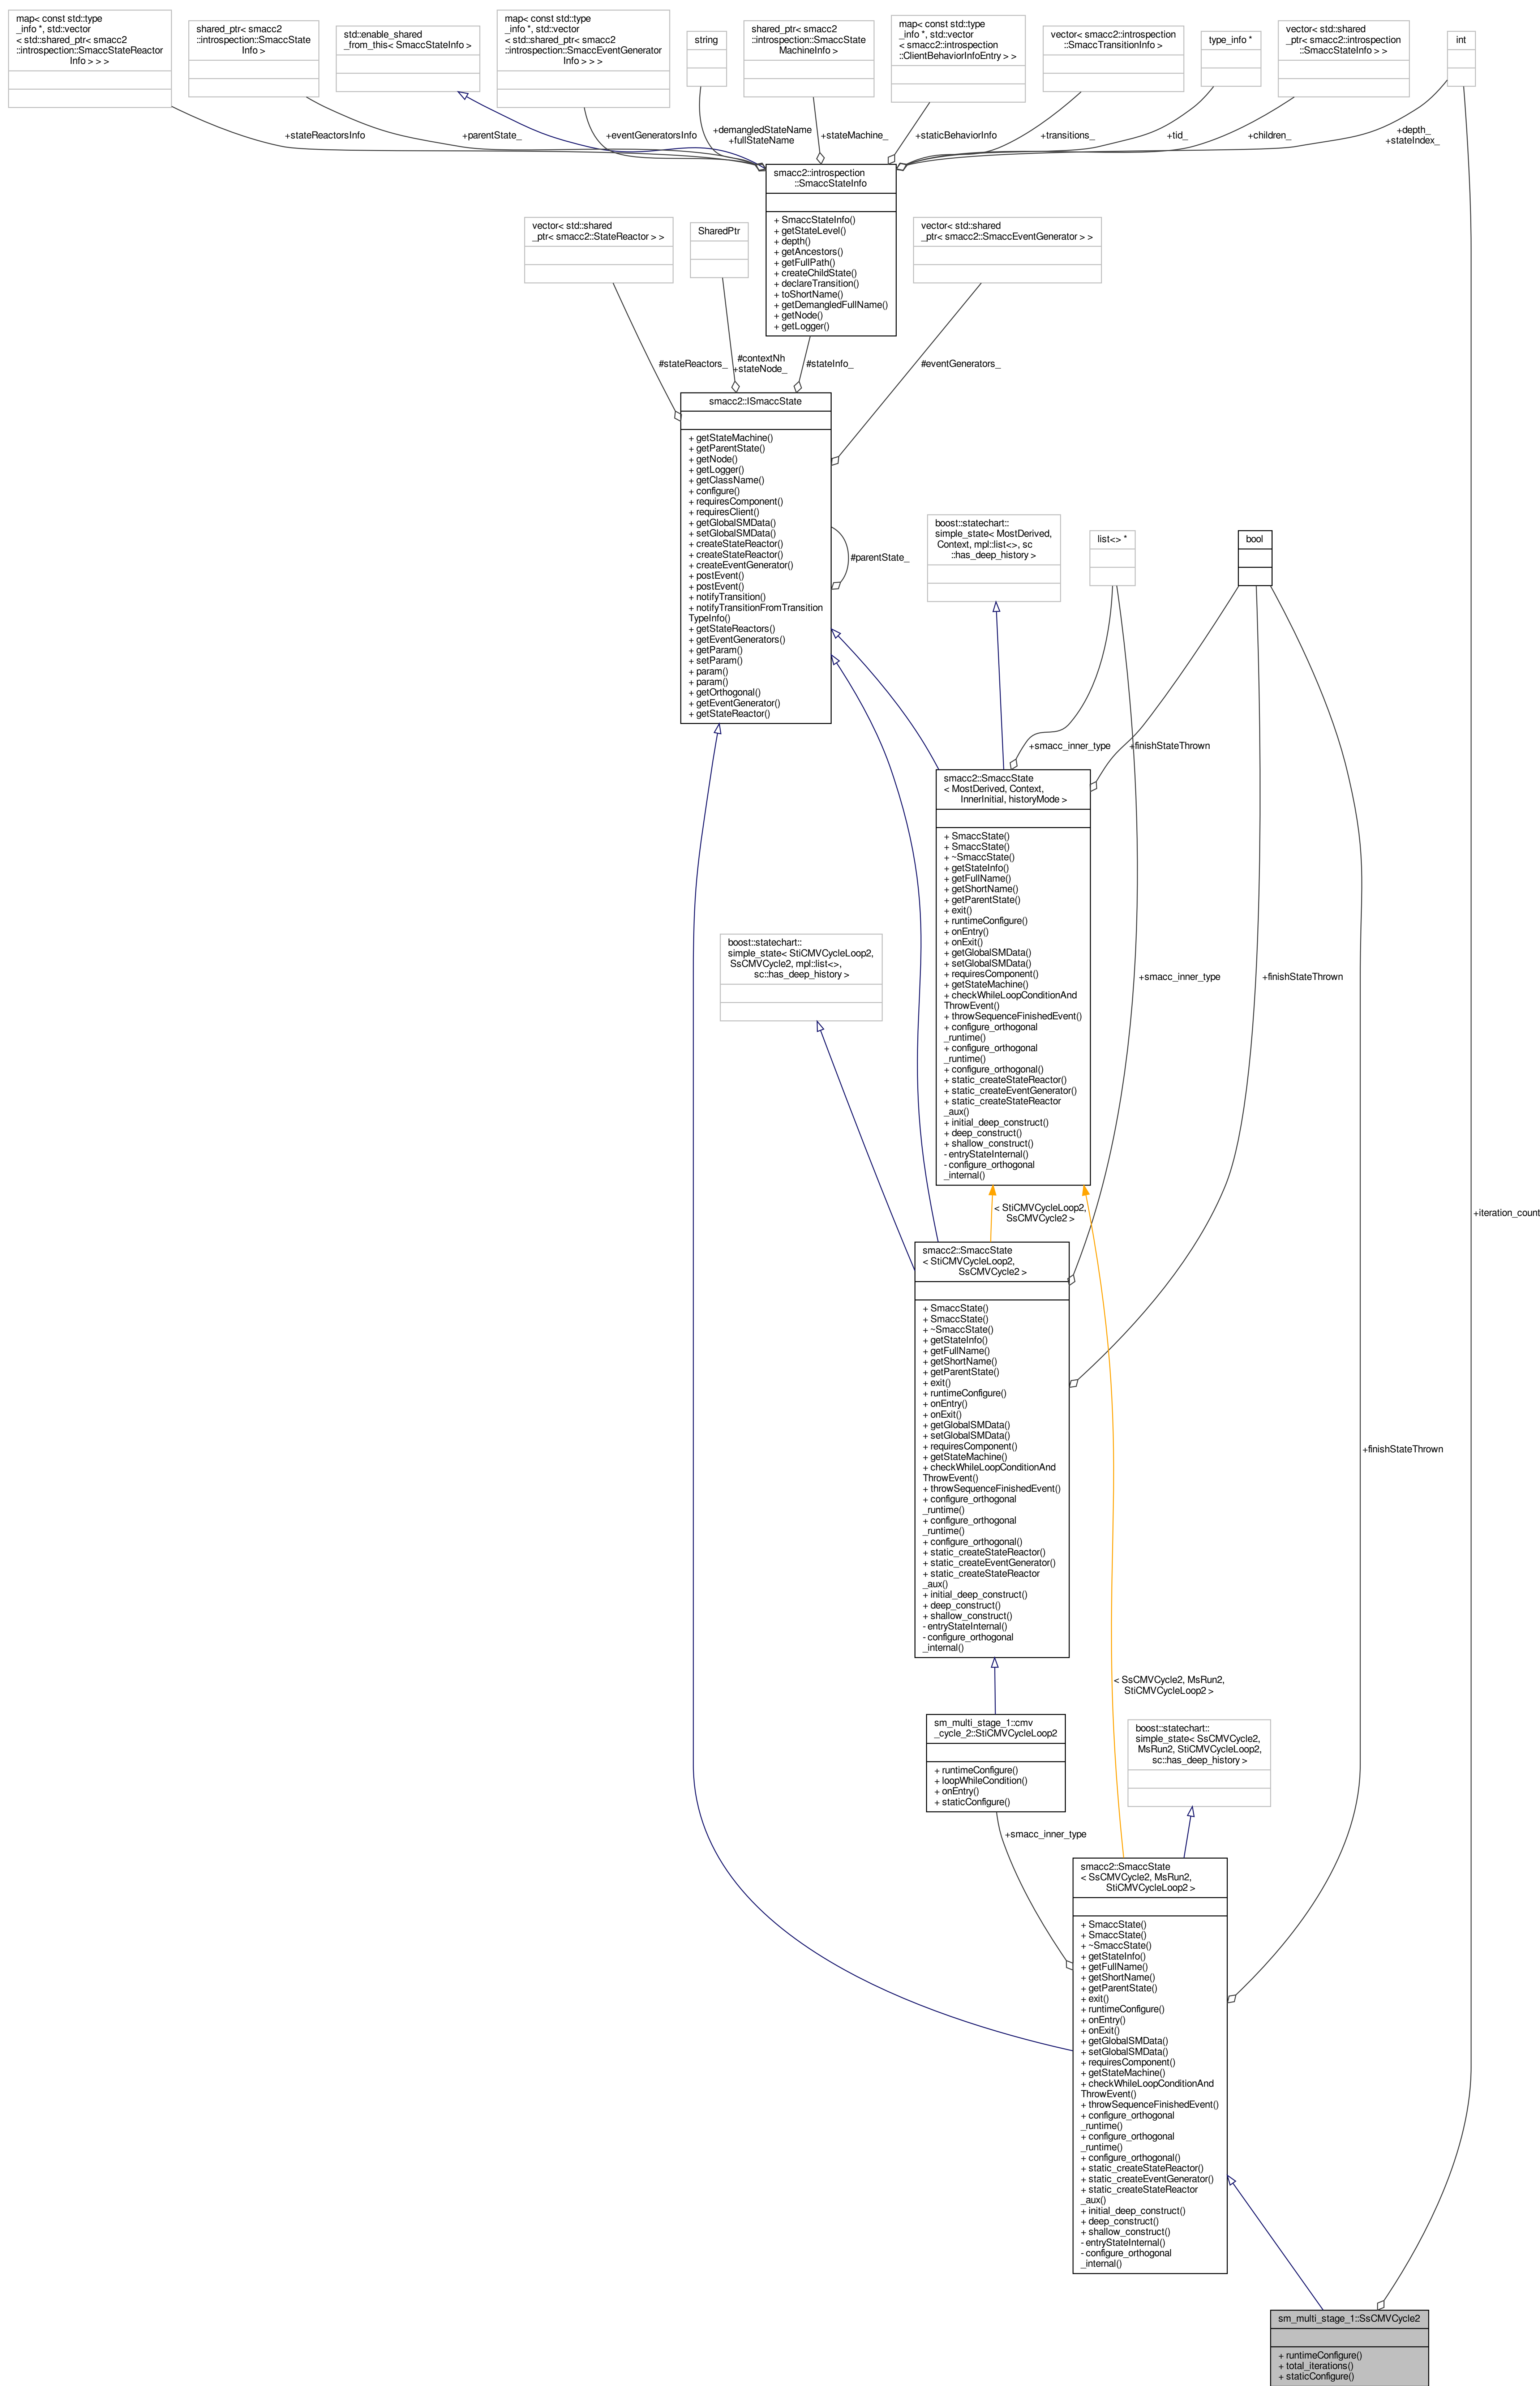 map< const std::type
_info *, std::vector
< std::shared_ptr< smacc2
::introspection::SmaccStateReactor
Info > > >
shared_ptr< smacc2
::introspection::SmaccState
Info >
std::enable_shared
_from_this< SmaccStateInfo >
map< const std::type
_info *, std::vector
< std::shared_ptr< smacc2
::introspection::SmaccEventGenerator
Info > > >
string
shared_ptr< smacc2
::introspection::SmaccState
MachineInfo >
map< const std::type
_info *, std::vector
< smacc2::introspection
::ClientBehaviorInfoEntry > >
vector< smacc2::introspection
::SmaccTransitionInfo >
type_info *
vector< std::shared
_ptr< smacc2::introspection
::SmaccStateInfo > >
int
+stateReactorsInfo
+parentState_
+eventGeneratorsInfo
+demangledStateName
+fullStateName
+stateMachine_
+staticBehaviorInfo
+transitions_
+tid_
+children_
+depth_
+stateIndex_
smacc2::introspection
::SmaccStateInfo
+ SmaccStateInfo()
+ getStateLevel()
+ depth()
+ getAncestors()
+ getFullPath()
+ createChildState()
+ declareTransition()
+ toShortName()
+ getDemangledFullName()
+ getNode()
+ getLogger()
vector< std::shared
_ptr< smacc2::StateReactor > >
SharedPtr
vector< std::shared
_ptr< smacc2::SmaccEventGenerator > >
#stateReactors_
#contextNh
+stateNode_
#stateInfo_
#eventGenerators_
smacc2::ISmaccState
+ getStateMachine()
+ getParentState()
+ getNode()
+ getLogger()
+ getClassName()
+ configure()
+ requiresComponent()
+ requiresClient()
+ getGlobalSMData()
+ setGlobalSMData()
+ createStateReactor()
+ createStateReactor()
+ createEventGenerator()
+ postEvent()
+ postEvent()
+ notifyTransition()
+ notifyTransitionFromTransition
TypeInfo()
+ getStateReactors()
+ getEventGenerators()
+ getParam()
+ setParam()
+ param()
+ param()
+ getOrthogonal()
+ getEventGenerator()
+ getStateReactor()
#parentState_
boost::statechart::
simple_state< MostDerived,
Context, mpl::list<>, sc
::has_deep_history >
list<> *
bool
+smacc_inner_type
+finishStateThrown
smacc2::SmaccState
< MostDerived, Context,
InnerInitial, historyMode >
+ SmaccState()
+ SmaccState()
+ ~SmaccState()
+ getStateInfo()
+ getFullName()
+ getShortName()
+ getParentState()
+ exit()
+ runtimeConfigure()
+ onEntry()
+ onExit()
+ getGlobalSMData()
+ setGlobalSMData()
+ requiresComponent()
+ getStateMachine()
+ checkWhileLoopConditionAnd
ThrowEvent()
+ throwSequenceFinishedEvent()
+ configure_orthogonal
_runtime()
+ configure_orthogonal
_runtime()
+ configure_orthogonal()
+ static_createStateReactor()
+ static_createEventGenerator()
+ static_createStateReactor
_aux()
+ initial_deep_construct()
+ deep_construct()
+ shallow_construct()
- entryStateInternal()
- configure_orthogonal
_internal()
boost::statechart::
simple_state< StiCMVCycleLoop2,
SsCMVCycle2, mpl::list<>,
sc::has_deep_history >
+smacc_inner_type
+finishStateThrown
< StiCMVCycleLoop2,
SsCMVCycle2 >
+iteration_count
smacc2::SmaccState
< StiCMVCycleLoop2,
SsCMVCycle2 >
+ SmaccState()
+ SmaccState()
+ ~SmaccState()
+ getStateInfo()
+ getFullName()
+ getShortName()
+ getParentState()
+ exit()
+ runtimeConfigure()
+ onEntry()
+ onExit()
+ getGlobalSMData()
+ setGlobalSMData()
+ requiresComponent()
+ getStateMachine()
+ checkWhileLoopConditionAnd
ThrowEvent()
+ throwSequenceFinishedEvent()
+ configure_orthogonal
_runtime()
+ configure_orthogonal
_runtime()
+ configure_orthogonal()
+ static_createStateReactor()
+ static_createEventGenerator()
+ static_createStateReactor
_aux()
+ initial_deep_construct()
+ deep_construct()
+ shallow_construct()
- entryStateInternal()
- configure_orthogonal
_internal()
+finishStateThrown
< SsCMVCycle2, MsRun2,
StiCMVCycleLoop2 >
sm_multi_stage_1::cmv
_cycle_2::StiCMVCycleLoop2
+ runtimeConfigure()
+ loopWhileCondition()
+ onEntry()
+ staticConfigure()
boost::statechart::
simple_state< SsCMVCycle2,
MsRun2, StiCMVCycleLoop2,
sc::has_deep_history >
+smacc_inner_type
smacc2::SmaccState
< SsCMVCycle2, MsRun2,
StiCMVCycleLoop2 >
+ SmaccState()
+ SmaccState()
+ ~SmaccState()
+ getStateInfo()
+ getFullName()
+ getShortName()
+ getParentState()
+ exit()
+ runtimeConfigure()
+ onEntry()
+ onExit()
+ getGlobalSMData()
+ setGlobalSMData()
+ requiresComponent()
+ getStateMachine()
+ checkWhileLoopConditionAnd
ThrowEvent()
+ throwSequenceFinishedEvent()
+ configure_orthogonal
_runtime()
+ configure_orthogonal
_runtime()
+ configure_orthogonal()
+ static_createStateReactor()
+ static_createEventGenerator()
+ static_createStateReactor
_aux()
+ initial_deep_construct()
+ deep_construct()
+ shallow_construct()
- entryStateInternal()
- configure_orthogonal
_internal()
sm_multi_stage_1::SsCMVCycle2
+ runtimeConfigure()
+ total_iterations()
+ staticConfigure()